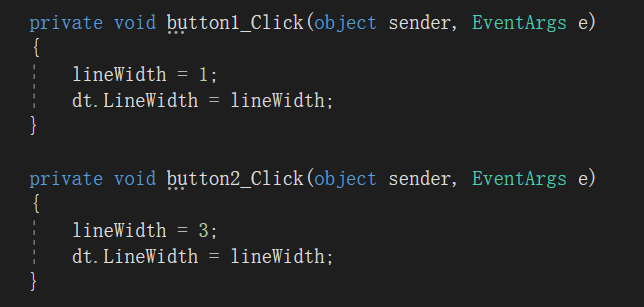 private void button1_Click(object sender, EventArgs e)
{
    lineWidth = 1;
    dt.LineWidth = lineWidth;
}

private void button2_Click(object sender, EventArgs e)
{
    lineWidth = 3;
    dt.LineWidth = lineWidth;
}